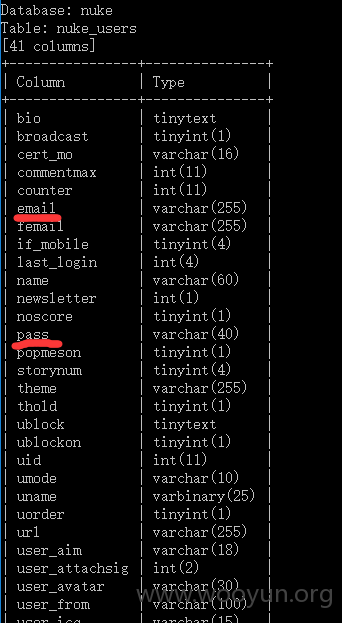 Database: nuke
Table: nuke_users
[41 columns]
+---------------+--------------+
| Column | Type |
+---------------+--------------+
| bio | tinytext |
| broadcast | tinyint(1) |
| cert_mo | varchar(16) |
| commentmax | int(11) |
| counter | int(11) |
| email | varchar(255) |
| femail | varchar(255) |
| if_mobile | tinyint(4) |
| last_login | int(4) |
| name | varchar(60) |
| newsletter | int(1) |
| noscore | tinyint(1) |
| pass | varchar(40) |
| popmeson | tinyint(1) |
| storynum | tinyint(4) |
| theme | varchar(255) |
| thold | tinyint(1) |
| ublock | tinytext |
| ublockon | tinyint(1) |
| uid | int(11) |
| umode | varchar(10) |
| uname | varbinary(25) |
| uorder | tinyint(1) |
| url | varchar(255) |
| user_aim | varchar(18) |
| user_attachsig | int(2) |
| user_avatar | varchar(30) |
| user_from | varchar(100) |
| user_icq | varchar(15) |
www.wooyun.org